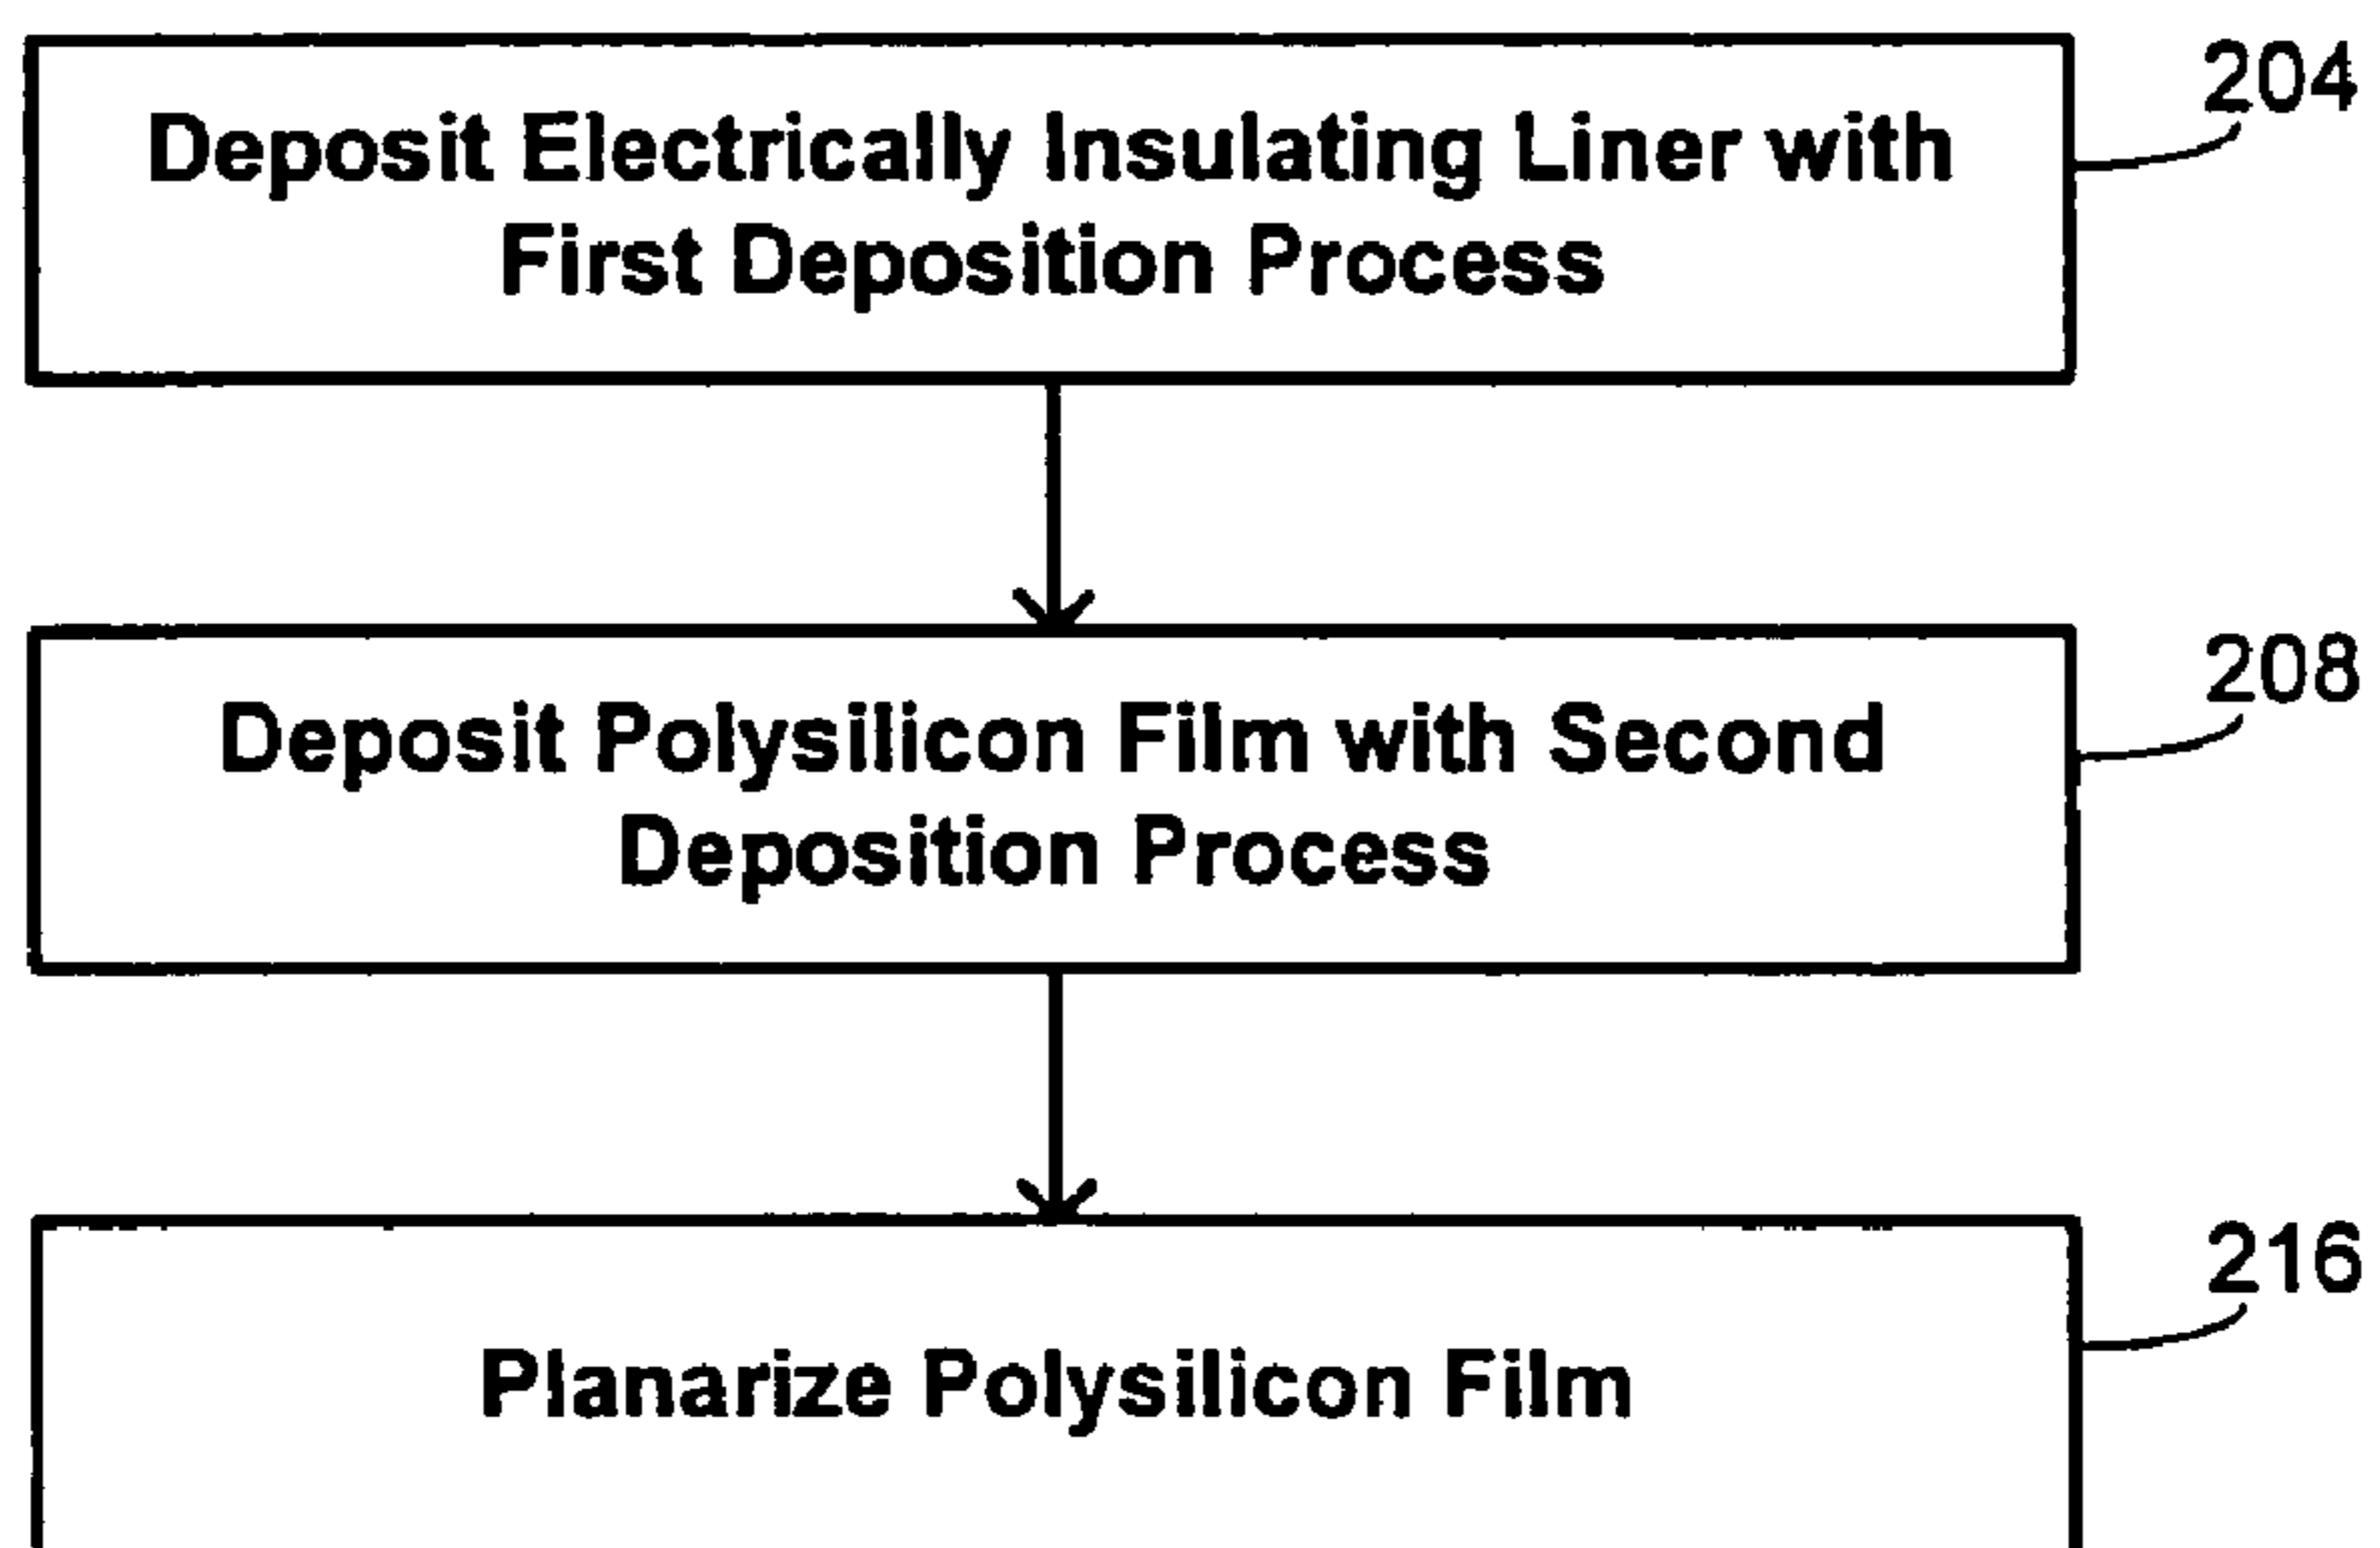 204
Deposit Electrically Insulating Liner with
First Deposition Process
208
Deposit Polysilicon Film with Second
Deposition Process
216
Planarize Polysilicon Film